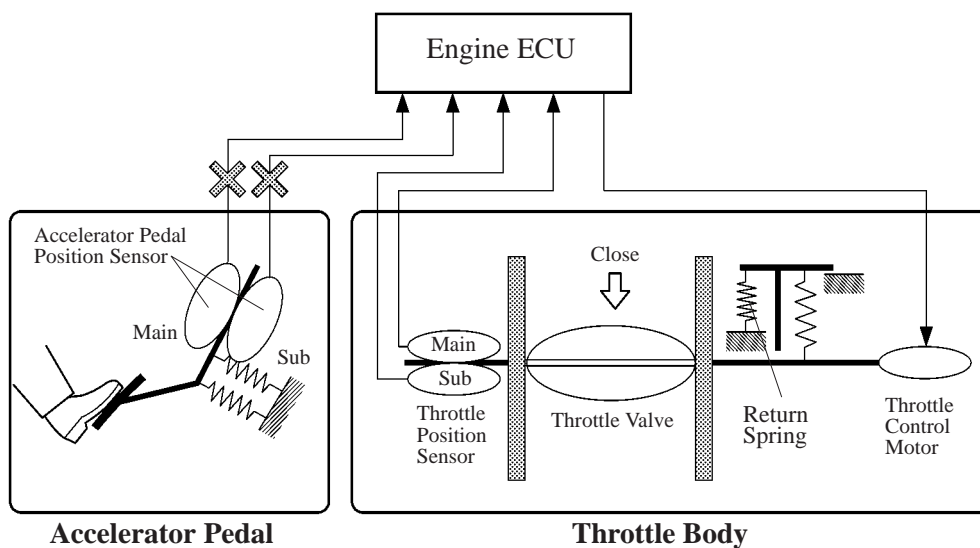 Engine ECU
Accelerator Pedal
Position Sensor
Main
Sub
Close
Main
Sub
Throttle
Position
Sensor
Throttle Valve
Return
Spring
Throttle
Control
Motor
Accelerator Pedal
Throttle Body